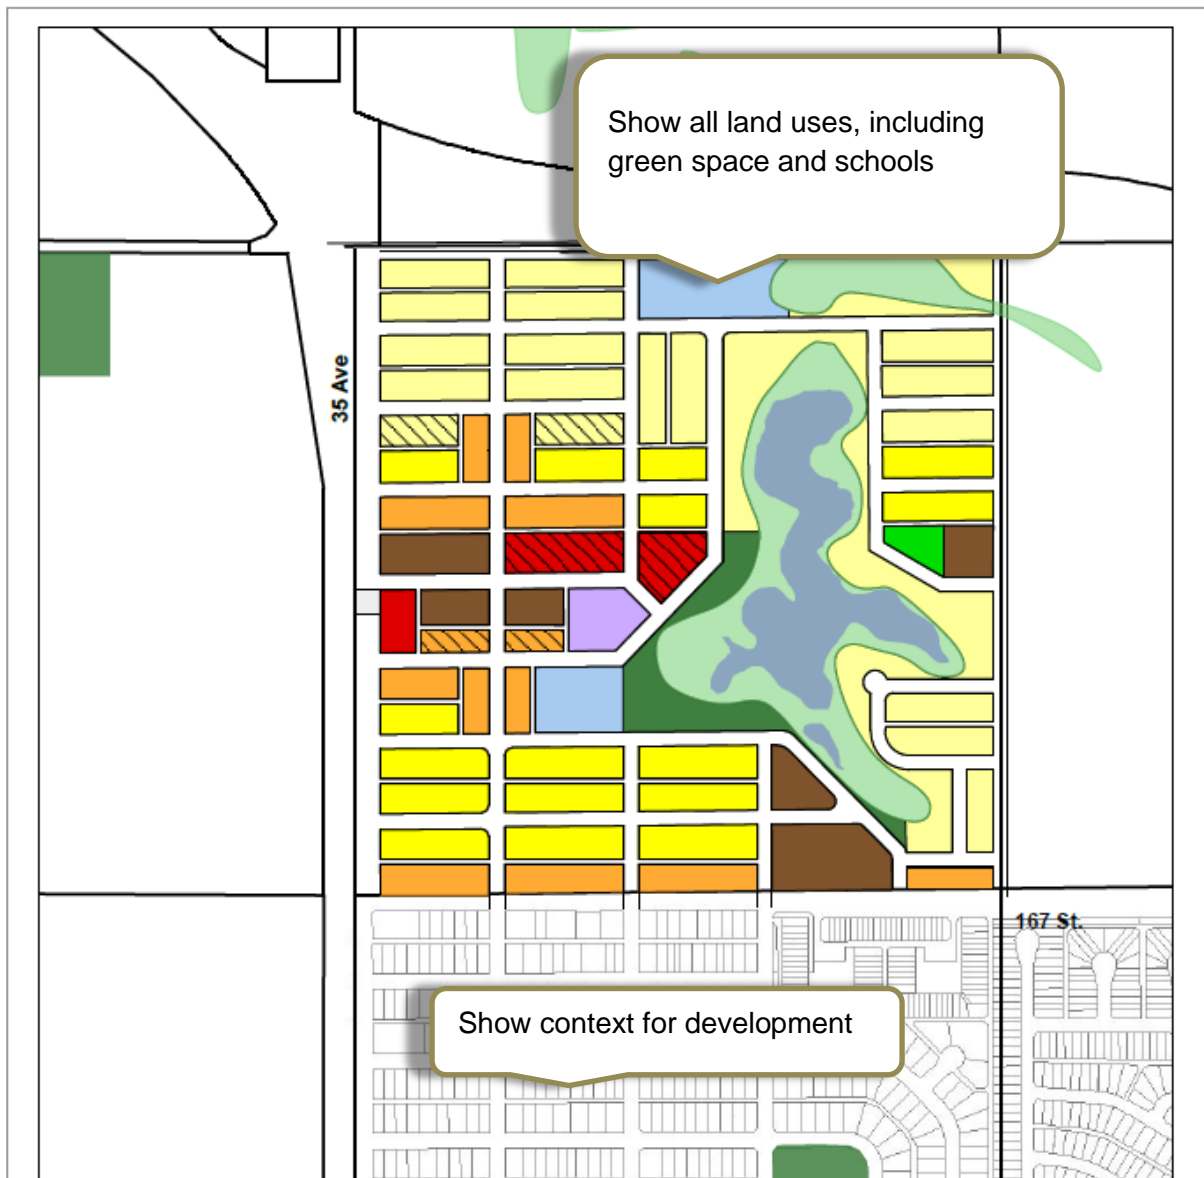 Show all land uses, including
green space and schools
35 Ave
167 St.
Show context for development